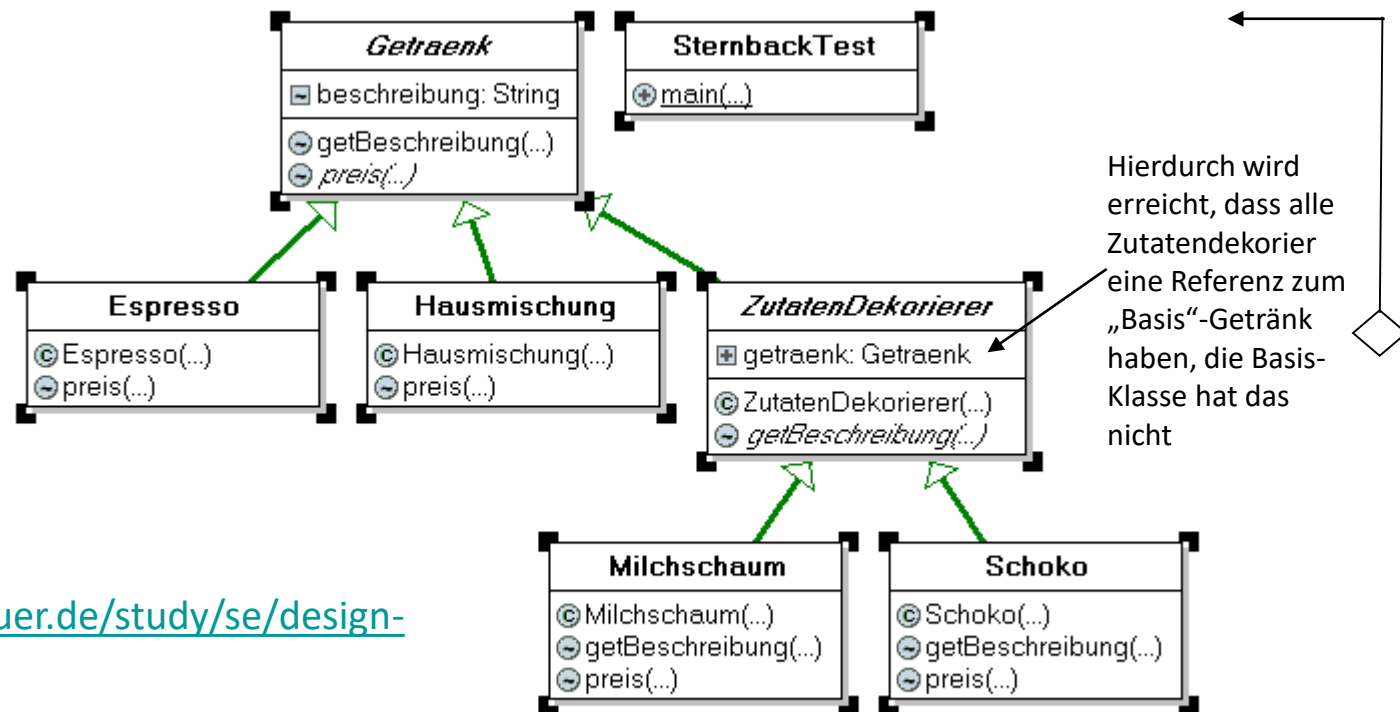 Getraenk
beschreibung: String
getBeschreibung(...)
preis(...)
SternbackTest
main(...)
Hierdurch wird
erreicht, dass alle
Zutatendekorier
eine Referenz zum
„Basis“-Getränk
haben, die Basis-
Klasse hat das
nicht
Espresso
Espresso(...)
preis(...)
Hausmischung
Hausmischung(...)
preis(...)
ZutatenDekorierer
getraenk: Getraenk
ZutatenDekorierer(...)
getBeschreibung(...)
Milchschaum
Milchschaum(...)
getBeschreibung(...)
preis(...)
Schoko
Schoko(...)
getBeschreibung(...)
preis(...)
uer.de/study/se/design-